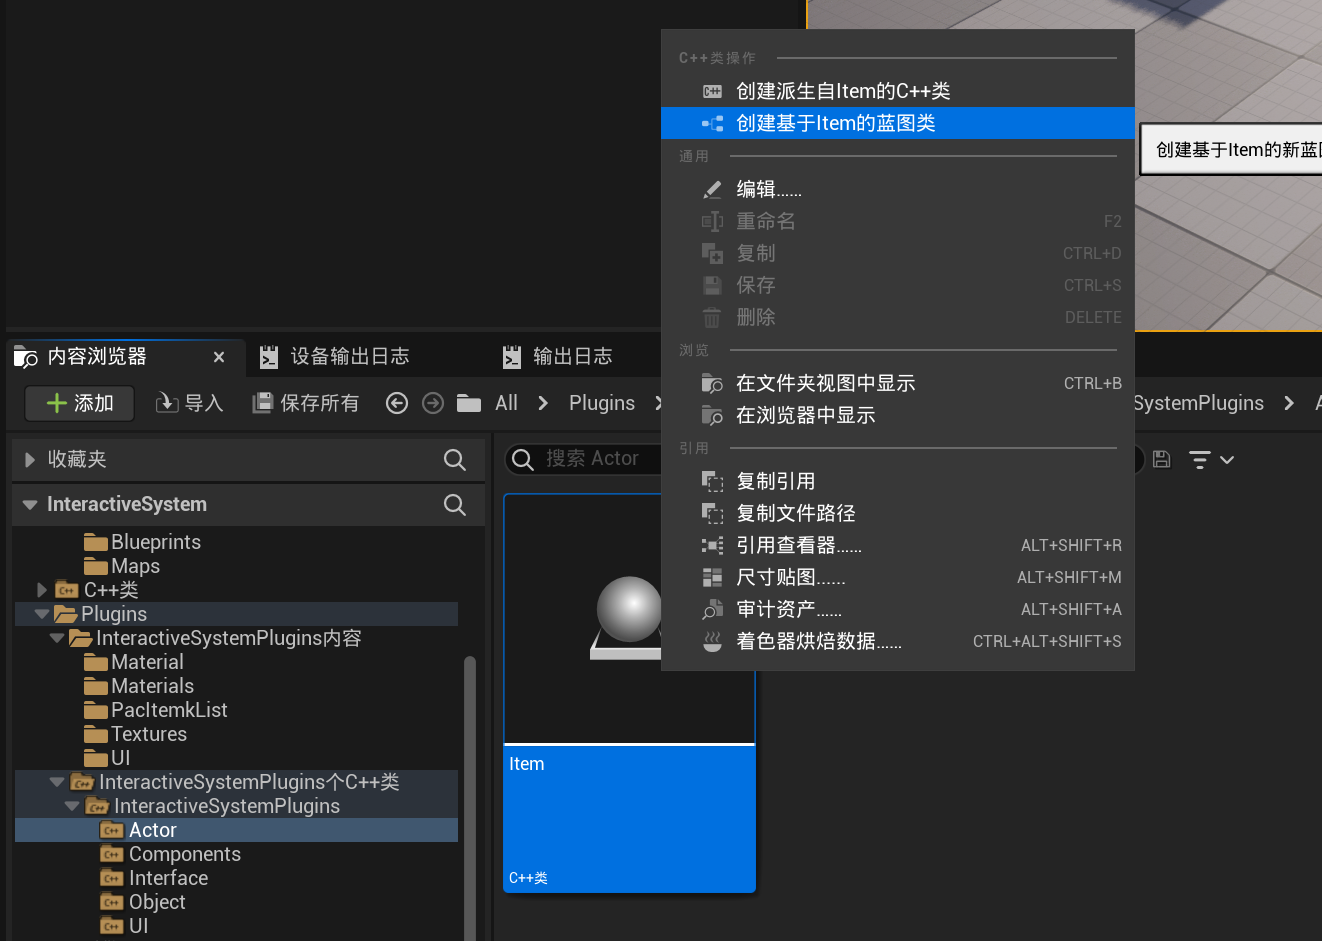 C++类操作
创建派生自Item的C++类
创建基于Item的蓝图类
创建基于Item的新蓝
通用
编辑......
重命名 F2
复制 CTRL+D
保存 CTRL+S
删除 DELETE
浏览
在文件夹视图中显示 CTRL+B
在浏览器中显示
引用
复制引用
复制文件路径
引用查看器...... ALT+SHIFT+R
尺寸贴图...... ALT+SHIFT+M
审计资产...... ALT+SHIFT+A
着色器烘焙数据...... CTRL+ALT+SHIFT+S
内容浏览器 设备输出日志 输出日志
添加 导入 保存所有 All Plugins SystemPlugins
收藏夹
搜索 Actor
InteractiveSystem
Blueprints
Maps
C++类
Plugins
InteractiveSystemPlugins内容
Material
Materials
PacItemkList
Textures
UI
InteractiveSystemPlugins个C++类
InteractiveSystemPlugins
Actor
Components
Interface
Object
UI
Item
C++类